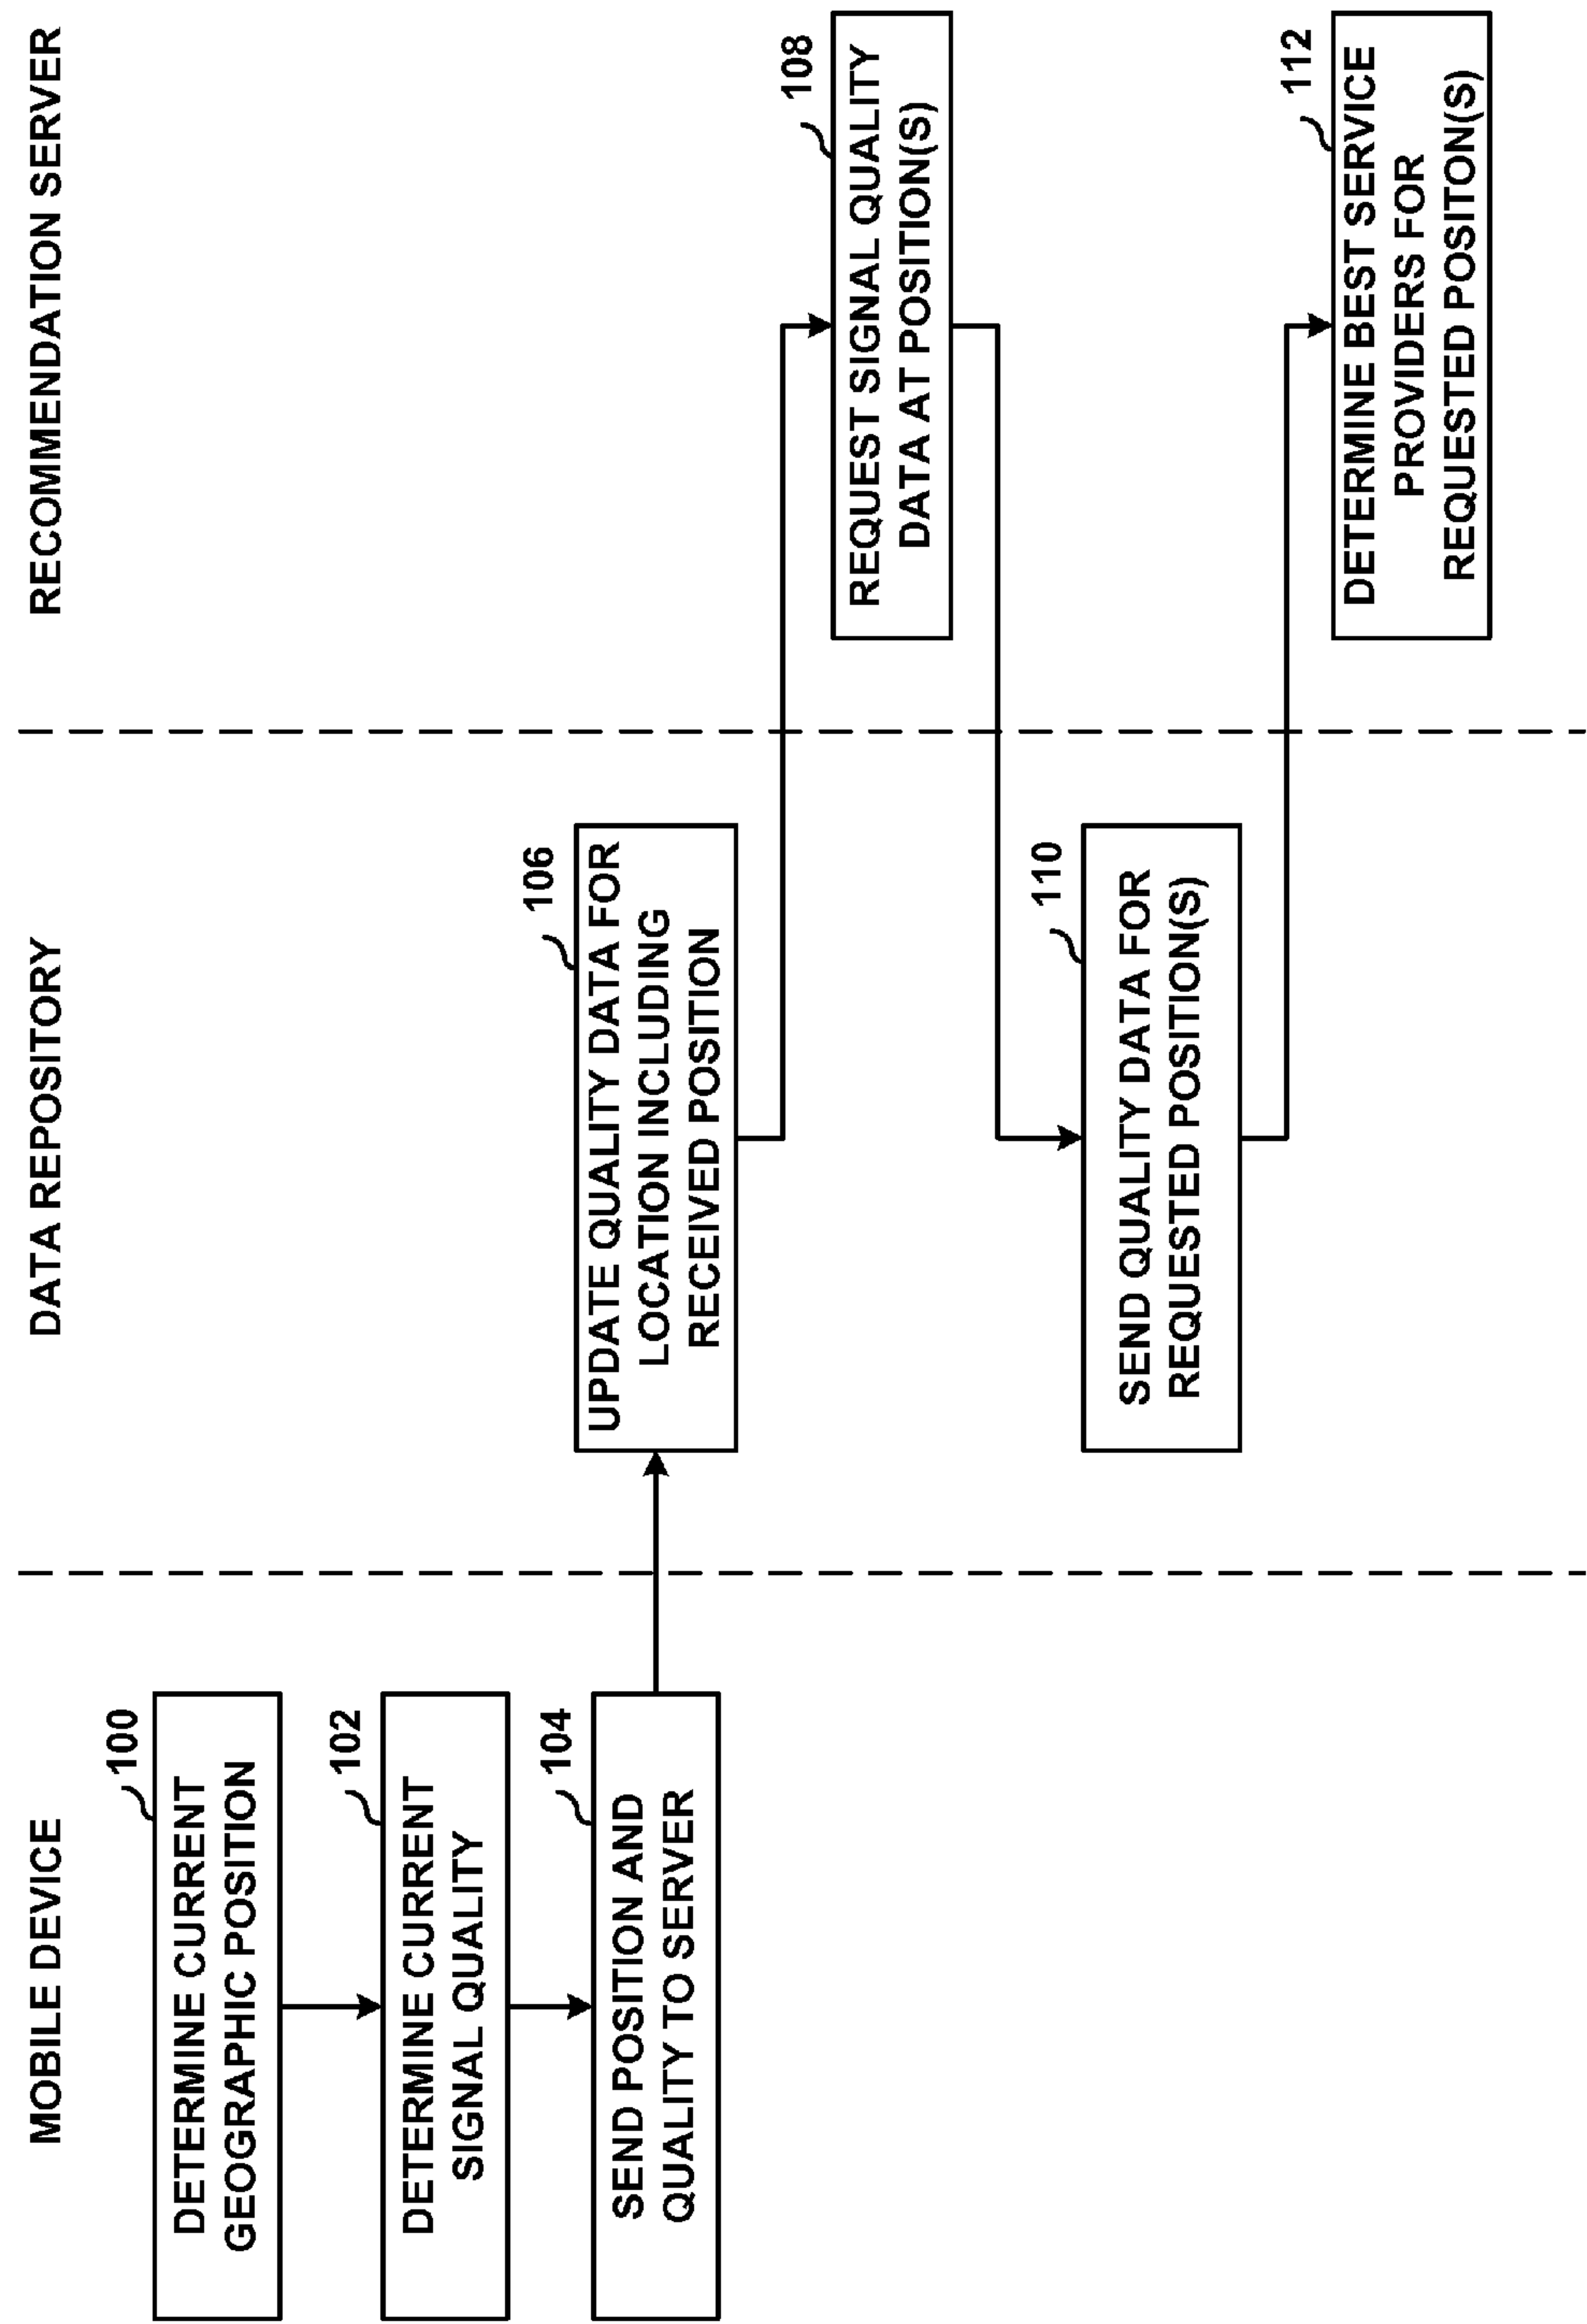 MOBILE DEVICE
DATA REPOSITORY
RECOMMENDATION SERVER
100
DETERMINE CURRENT
GEOGRAPHIC POSITION
102
DETERMINE CURRENT
SIGNAL QUALITY
104
SEND POSITION AND
QUALITY TO SERVER
106
UPDATE QUALITY DATA FOR
LOCATION INCLUDING
RECEIVED POSITION
108
REQUEST SIGNAL QUALITY
DATA AT POSITION(S)
110
SEND QUALITY DATA FOR
REQUESTED POSITION(S)
112
DETERMINE BEST SERVICE
PROVIDERS FOR
REQUESTED POSITON(S)